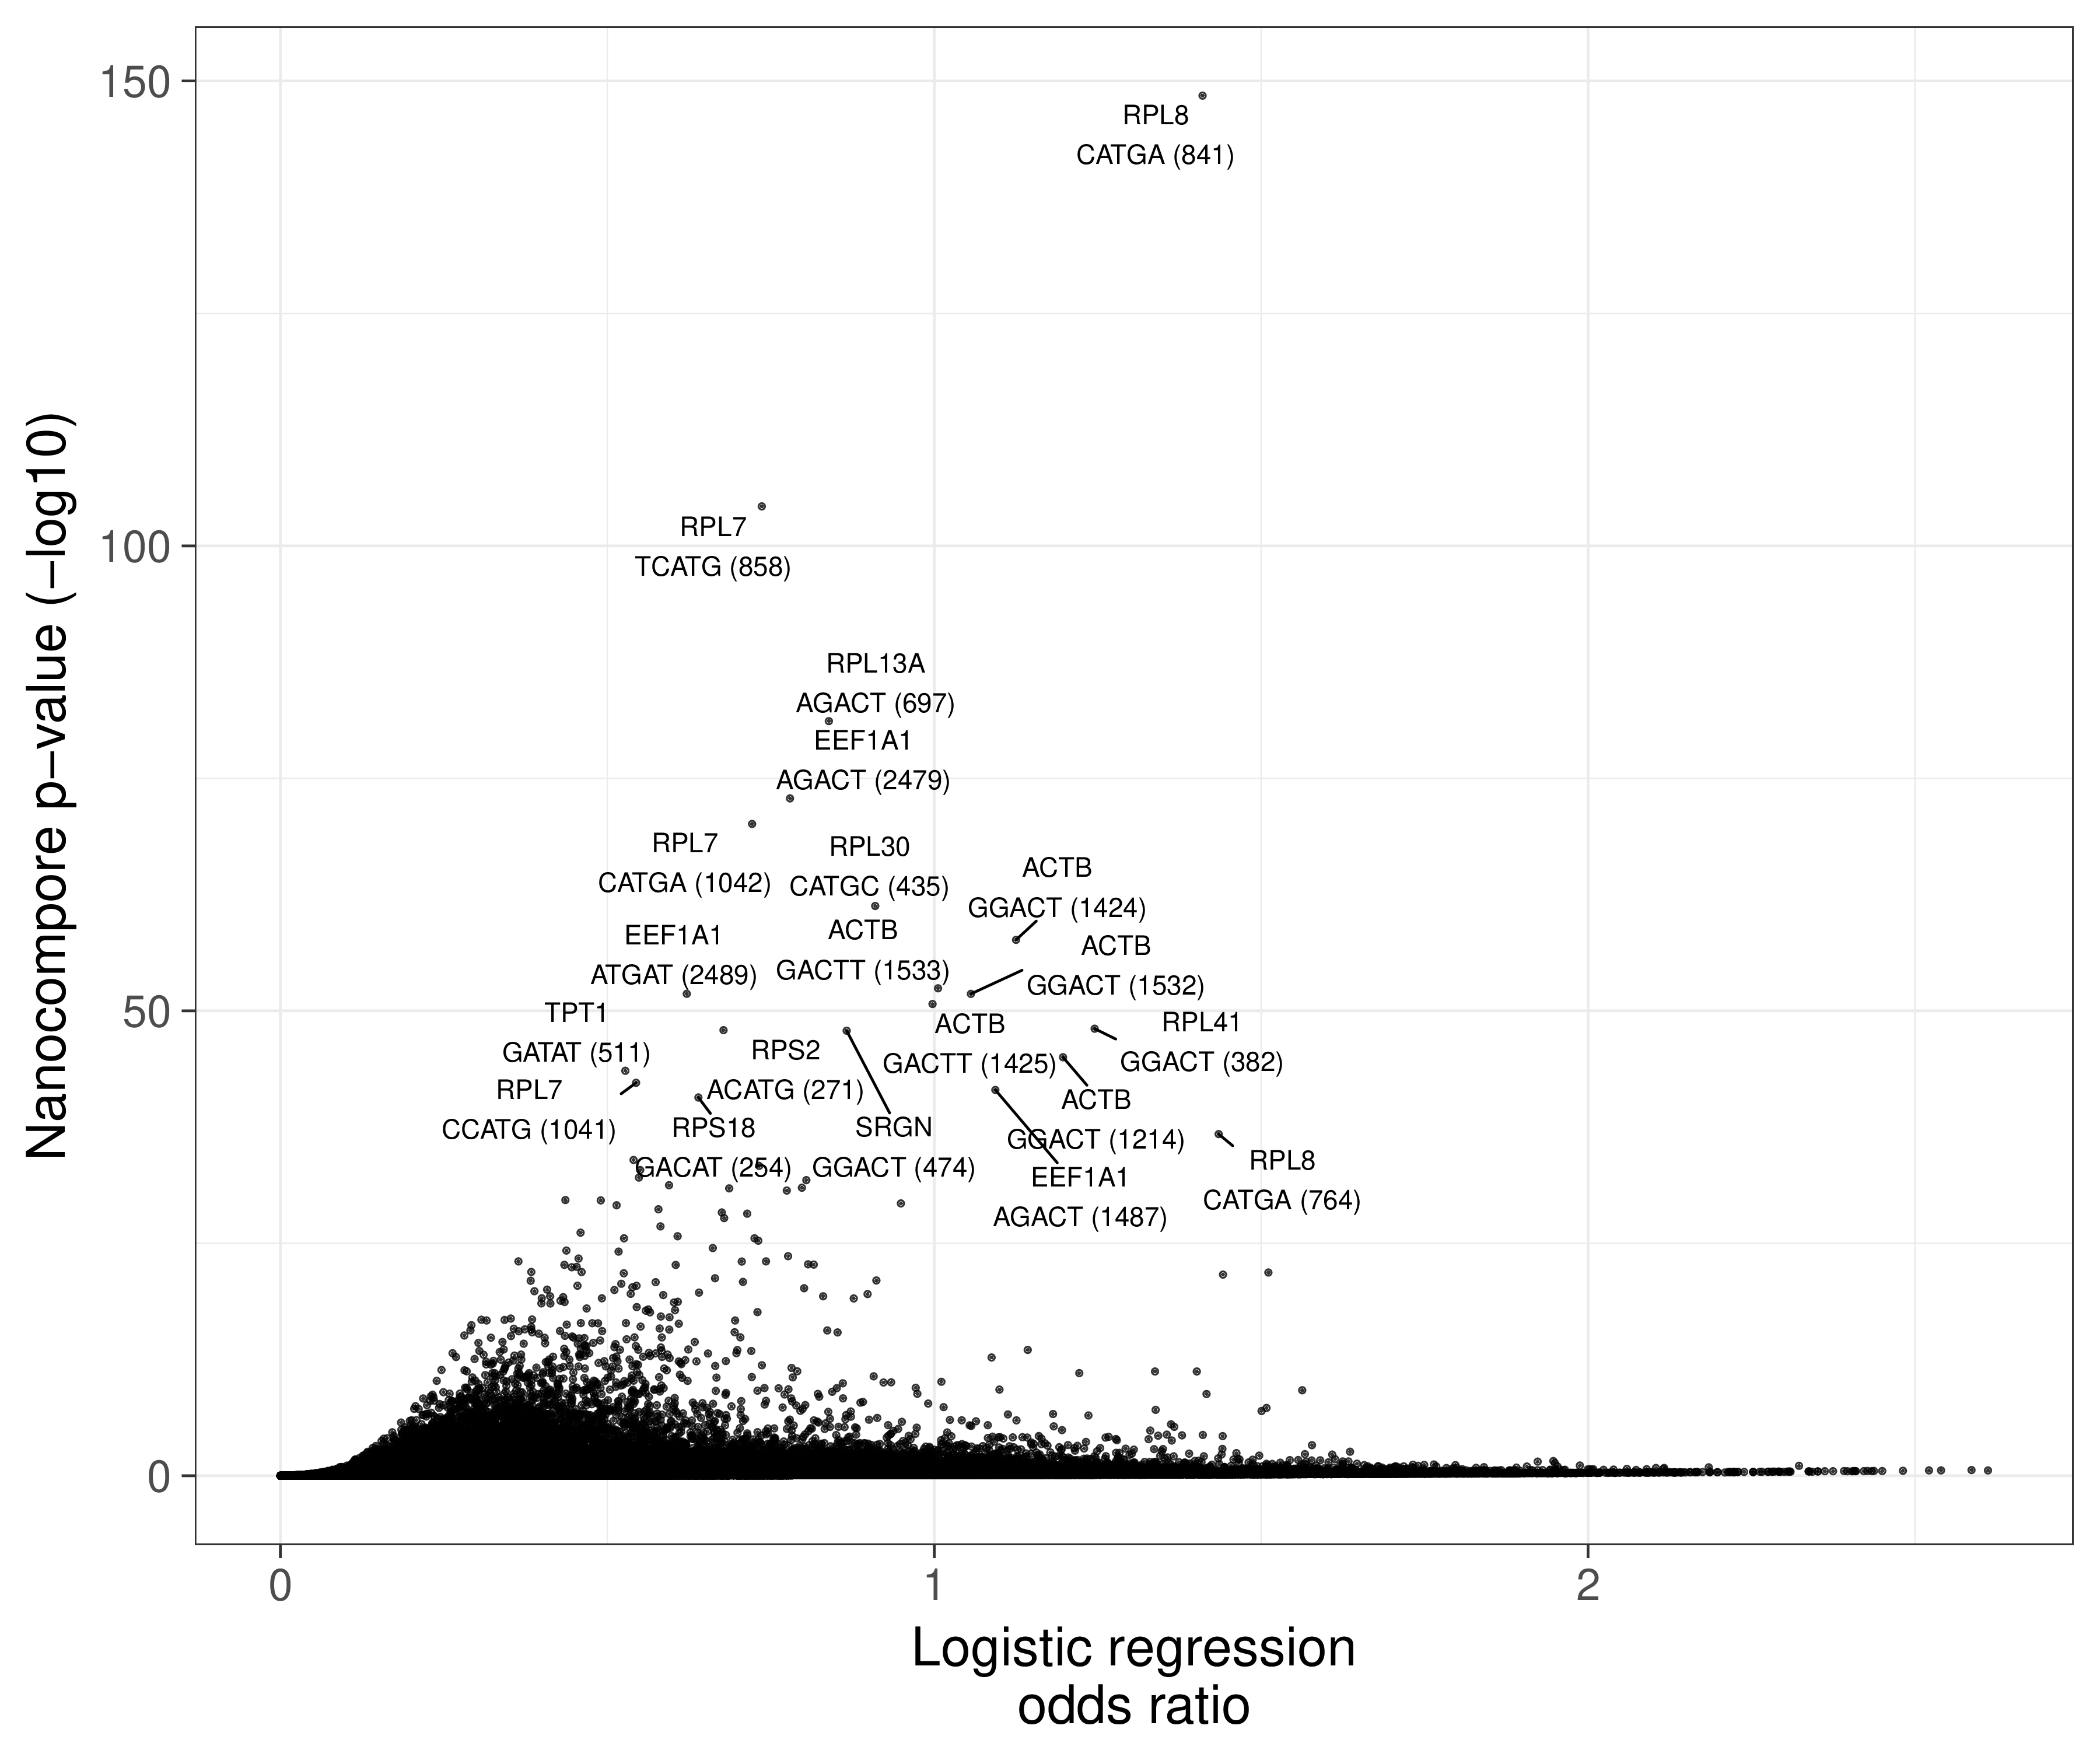 150
RPL8
CATGA (841)
100
RPL7
TCATG (858)
RPL13A
AGACT (697)
EEF1A1
AGACT (2479)
RPL7
CATGA (1042)
RPL30
CATGC (435)
ACTB
GGACT (1424)
EEF1A1
ATGAT (2489)
ACTB
GACTT (1533)
ACTB
GGACT (1532)
50
TPT1
GATAT (511)
RPS2
ACATG (271)
ACTB
GACTT (1425)
RPL41
GGACT (382)
RPL7
CCATG (1041)
RPS18
GACAT (254)
SRGN
GGACT (474)
ACTB
GGACT (1214)
EEF1A1
AGACT (1487)
RPL8
CATGA (764)
0
0
1
2
Nanocompore p−value (−log10)
Logistic regression
odds ratio